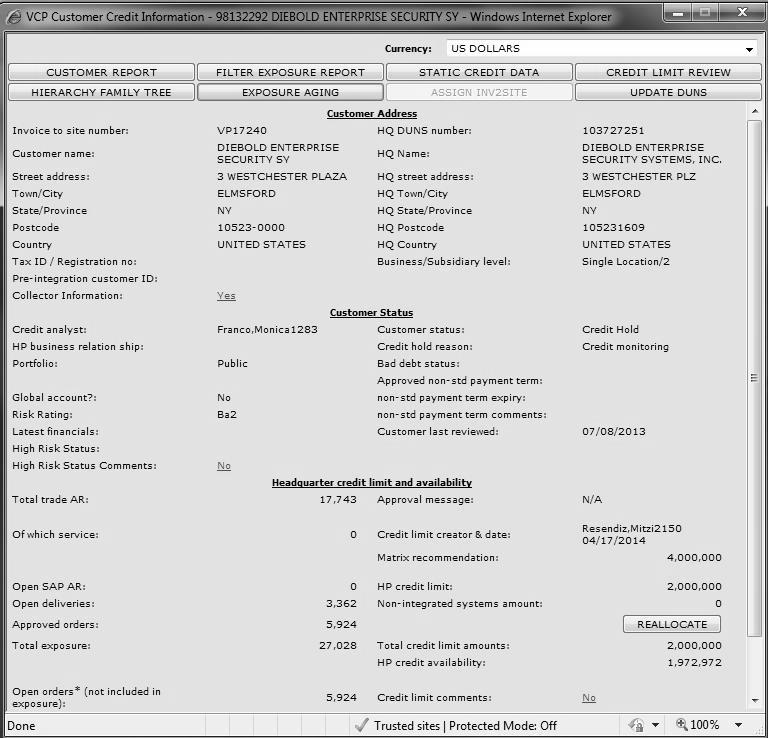 VCP Customer Credit Information - 98132292 DIEBOLD ENTERPRISE SECURITY SY - Windows Internet Explorer
Currency: US DOLLARS
CUSTOMER REPORT FILTER EXPOSURE REPORT STATIC CREDIT DATA CREDIT LIMIT REVIEW
HIERARCHY FAMILY TREE EXPOSURE AGING ASSIGN INV2SITE UPDATE DUNS
Customer Address
Invoice to site number: VP17240 HQ DUNS number: 103727251
Customer name: DIEBOLD ENTERPRISE SECURITY SY HQ Name: DIEBOLD ENTERPRISE SECURITY SYSTEMS, INC.
Street address: 3 WESTCHESTER PLAZA HQ street address: 3 WESTCHESTER PLZ
Town/City ELMSFORD HQ Town/City ELMSFORD
State/Province NY HQ State/Province NY
Postcode 10523-0000 HQ Postcode 105231609
Country UNITED STATES HQ Country UNITED STATES
Tax ID / Registration no: Business/Subsidiary level: Single Location/2
Pre-integration customer ID:
Collector Information: Yes
Customer Status
Credit analyst: Franco,Monica1283 Customer status: Credit Hold
HP business relation ship: Credit hold reason: Credit monitoring
Portfolio: Public Bad debt status:
Approved non-std payment term:
Global account?: No non-std payment term expiry:
Risk Rating: Ba2 non-std payment term comments:
Latest financials: Customer last reviewed: 07/08/2013
High Risk Status:
High Risk Status Comments: No
Headquarter credit limit and availability
Total trade AR: 17,743 Approval message: N/A
Of which service: 0 Credit limit creator & date: Resendiz,Mitzi2150 04/17/2014
Matrix recommendation: 4,000,000
Open SAP AR: 0 HP credit limit: 2,000,000
Open deliveries: 3,362 Non-integrated systems amount: 0
Approved orders: 5,924 REALLOCATE
Total exposure: 27,028 Total credit limit amounts: 2,000,000
HP credit availability: 1,972,972
Open orders* (not included in exposure): 5,924 Credit limit comments: No
Done Trusted sites | Protected Mode: Off 100%